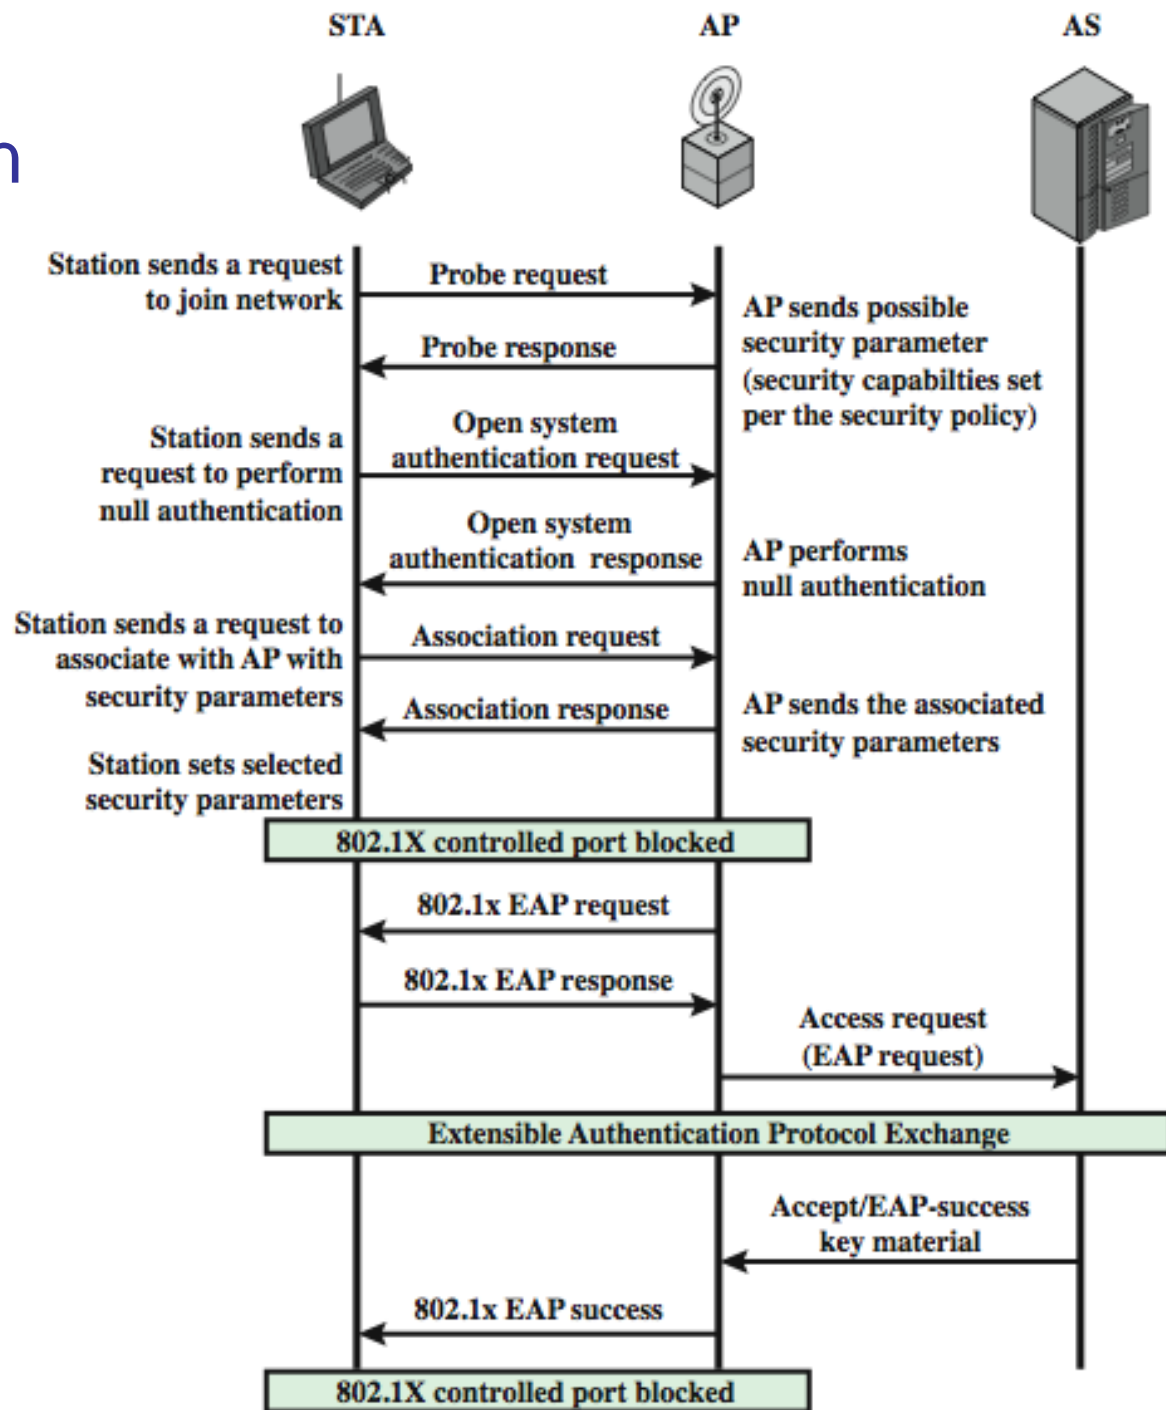 STA
AP
AS
n
Station sends a request
to join network
Probe request
AP sends possible
security parameter
(security capabilties set
per the security policy)
Probe response
Station sends a
request to perform
null authentication
Open system
authentication request
Open system
authentication response
AP performs
null authentication
Station sends a request to
associate with AP with
security parameters
Association request
Association response
AP sends the associated
security parameters
Station sets selected
security parameters
802.1X controlled port blocked
802.1x EAP request
802.1x EAP response
Access request
(EAP request)
Extensible Authentication Protocol Exchange
Accept/EAP-success
key material
802.1x EAP success
802.1X controlled port blocked